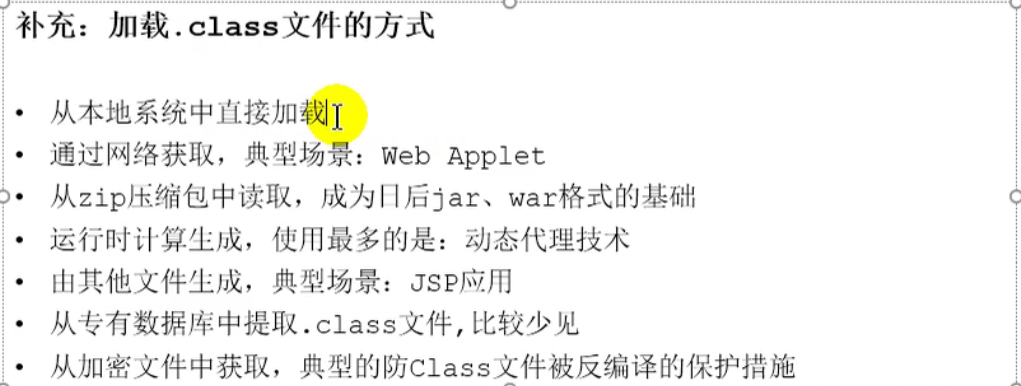 补充：加载.class文件的方式
• 从本地系统中直接加载
• 通过网络获取，典型场景：Web Applet
• 从zip压缩包中读取，成为日后jar、war格式的基础
• 运行时计算生成，使用最多的是：动态代理技术
• 由其他文件生成，典型场景：JSP应用
• 从专有数据库中提取.class文件,比较少见
• 从加密文件中获取，典型的防Class文件被反编译的保护措施